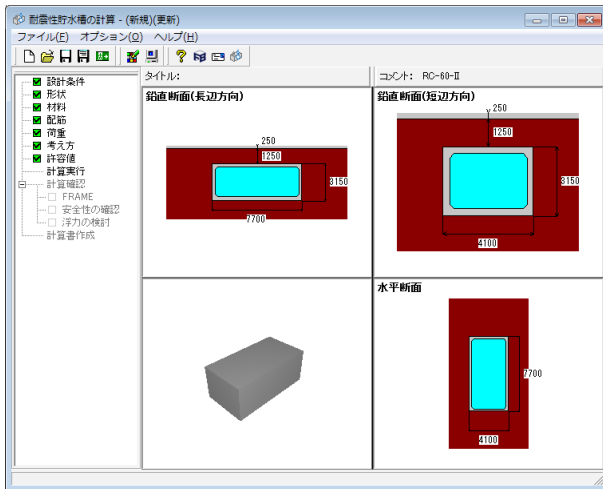 耐震性貯水槽の計算 - (新規)(更新)
ファイル(F) オプション(O) ヘルプ(H)
設計条件
形状
材料
配筋
荷重
考え方
許容値
計算実行
計算確認
FRAME
安全性の確認
浮力の検討
計算書作成
タイトル:
コメント: RC-60-Ⅱ
鉛直断面(長辺方向)
250
1250
3150
7700
鉛直断面(短辺方向)
250
1250
3150
4100
水平断面
7700
4100